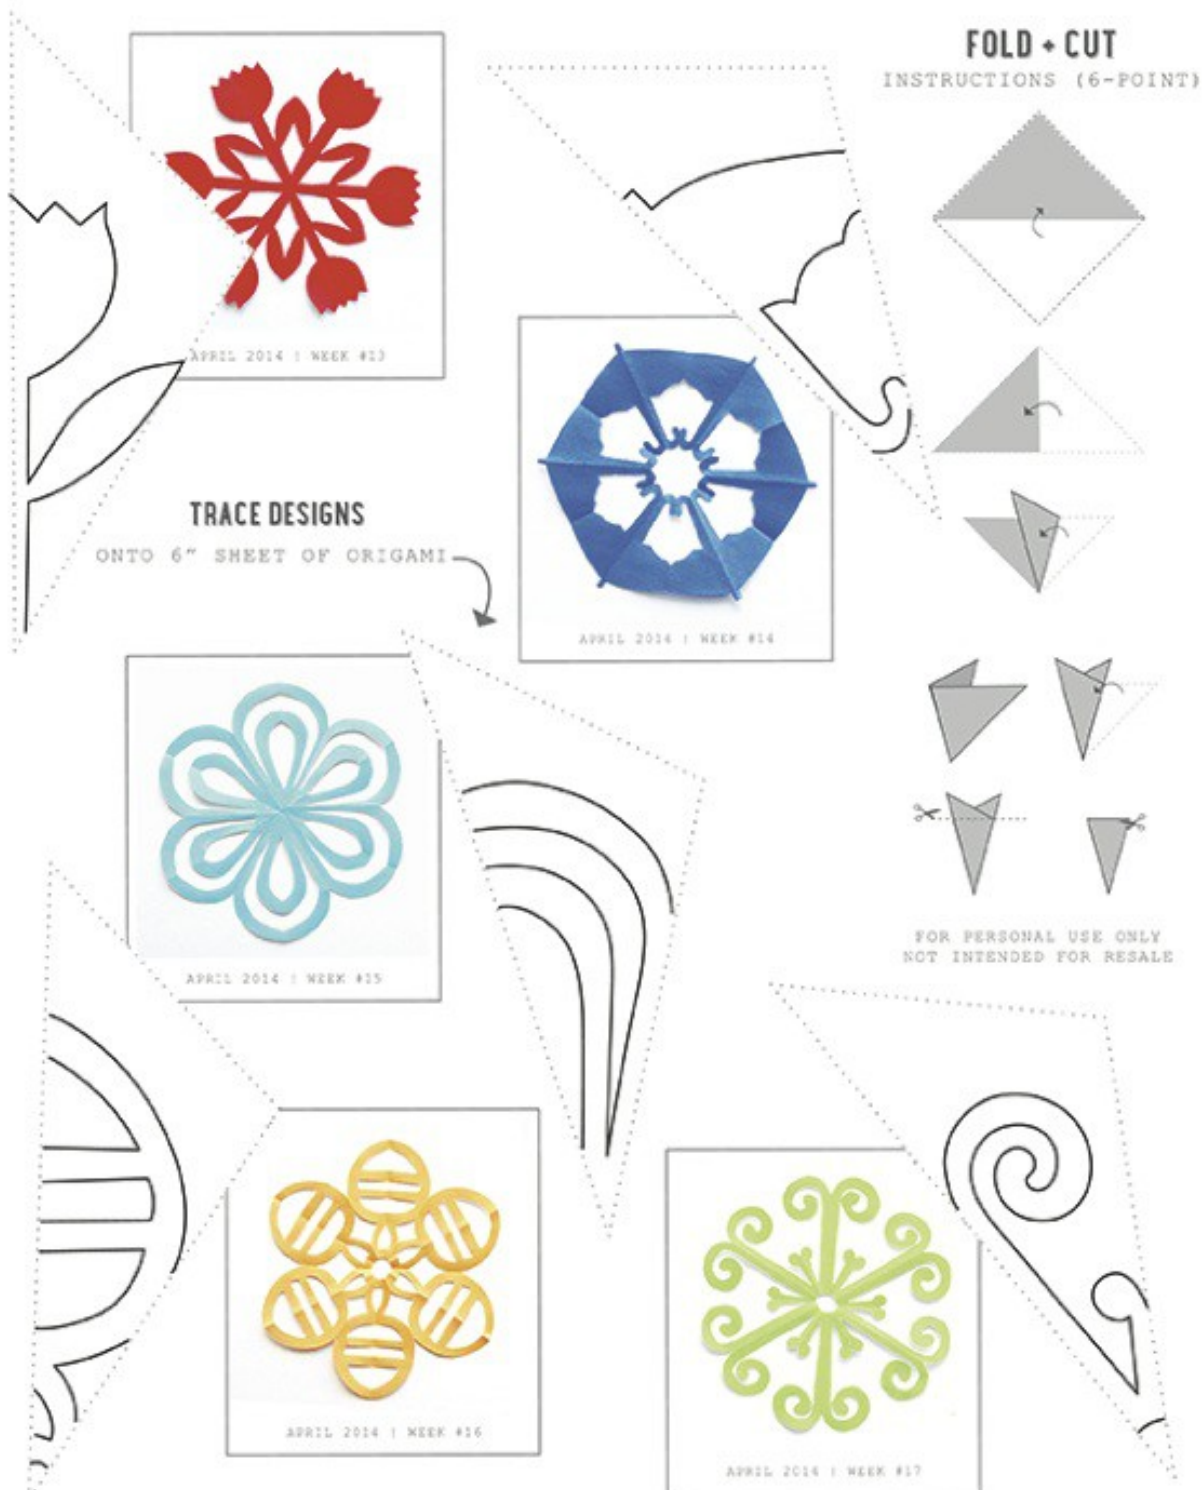 FOLD + CUT
INSTRUCTIONS (6-POINT)
APRIL 2014 | WEEK #13
TRACE DESIGNS
ONTO 6" SHEET OF ORIGAMI
APRIL 2014 | WEEK #14
APRIL 2014 | WEEK #15
FOR PERSONAL USE ONLY
NOT INTENDED FOR RESALE
APRIL 2014 | WEEK #16
APRIL 2014 | WEEK #17